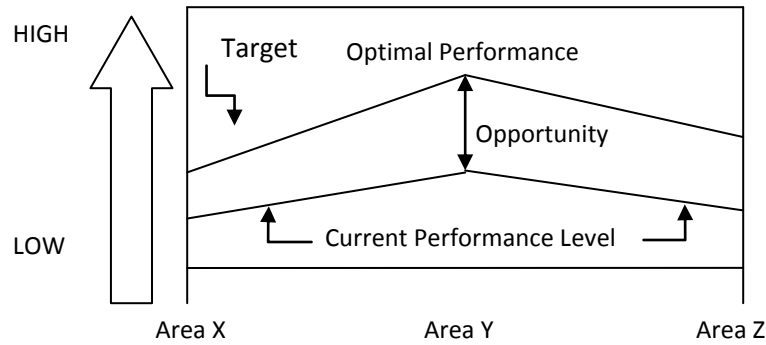 HIGH
Target
Optimal Performance
Opportunity
Current Performance Level
LOW
Area X
Area Y
Area Z